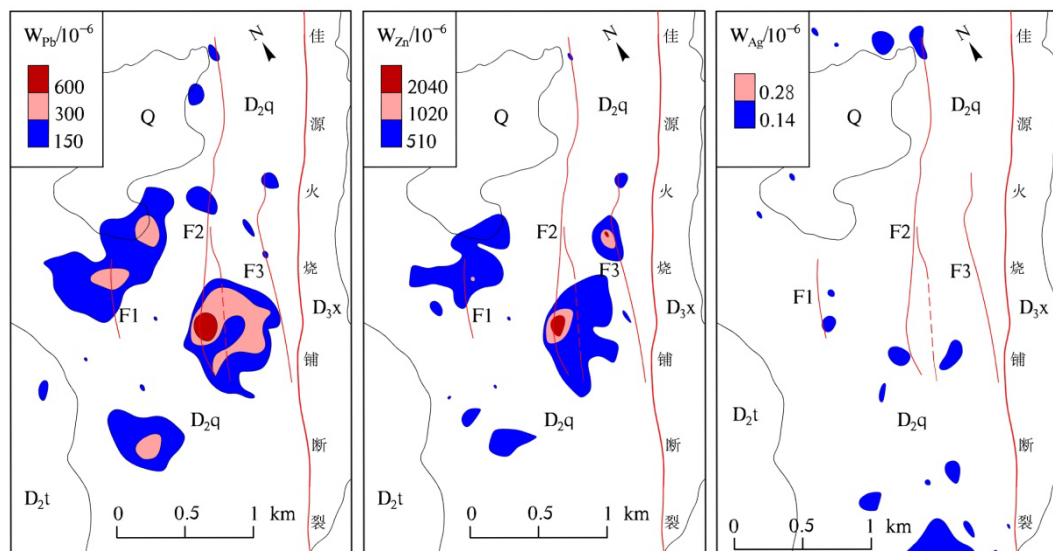 W_Pb/10⁻⁶
600
300
150
N
Q
D₂q
F2
F3
F1
D₃x
D₂q
D₂t
0 0.5 1 km
佳源火烧铺断裂
W_Zn/10⁻⁶
2040
1020
510
N
Q
D₂q
F2
F3
F1
D₃x
D₂q
D₂t
0 0.5 1 km
佳源火烧铺断裂
W_Ag/10⁻⁶
0.28
0.14
N
Q
D₂q
F2
F3
F1
D₃x
D₂q
D₂t
0 0.5 1 km
佳源火烧铺断裂